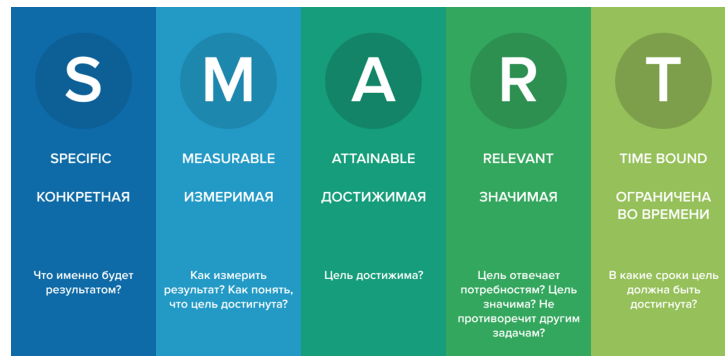 S
SPECIFIC
КОНКРЕТНАЯ
Что именно будет
результатом?
M
MEASURABLE
ИЗМЕРИМАЯ
Как измерить
результат? Как понять,
что цель достигнута?
A
ATTAINABLE
ДОСТИЖИМАЯ
Цель достижима?
R
RELEVANT
ЗНАЧИМАЯ
Цель отвечает
потребностям? Цель
значима? Не
противоречит другим
задачам?
T
TIME BOUND
ОГРАНИЧЕНА
ВО ВРЕМЕНИ
В какие сроки цель
должна быть
достигнута?